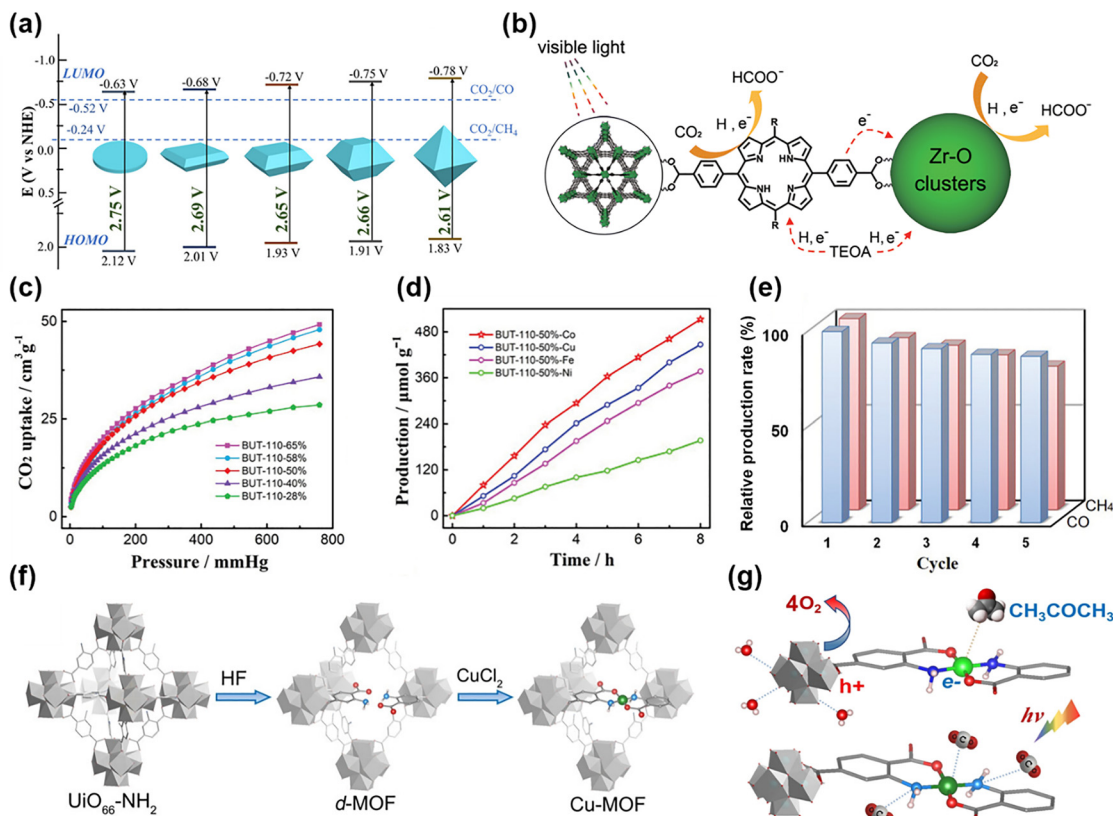 (a)
E (V vs NHE)
-1.0
-0.5
0.0
0.5
2.0
LUMO
HOMO
-0.63 V
-0.68 V
-0.72 V
-0.75 V
-0.78 V
CO2/CO
-0.52 V
-0.24 V
CO2/CH4
2.75 V
2.69 V
2.65 V
2.66 V
2.61 V
2.12 V
2.01 V
1.93 V
1.91 V
1.83 V
(b)
visible light
HCOO⁻
CO₂
H, e⁻
R
N
HN
NH
N
R
e⁻
CO₂
H, e⁻
HCOO⁻
Zr-O
clusters
O
O
O
O
H, e⁻
H, e⁻
TEOA
(c)
CO₂ uptake / cm³ g⁻¹
50
25
0
BUT-110-65%
BUT-110-58%
BUT-110-50%
BUT-110-40%
BUT-110-28%
0 200 400 600 800
Pressure / mmHg
(d)
Production / μmol g⁻¹
480
360
240
120
0
BUT-110-50%-Co
BUT-110-50%-Cu
BUT-110-50%-Fe
BUT-110-50%-Ni
0 2 4 6 8
Time / h
(e)
Relative production rate (%)
100
50
0
1 2 3 4 5
Cycle
CH₄
CO
(f)
HF
CuCl₂
UiO₆₆-NH₂
d-MOF
Cu-MOF
(g)
4O₂
CH₃COCH₃
h+
e-
hν
C
C
C